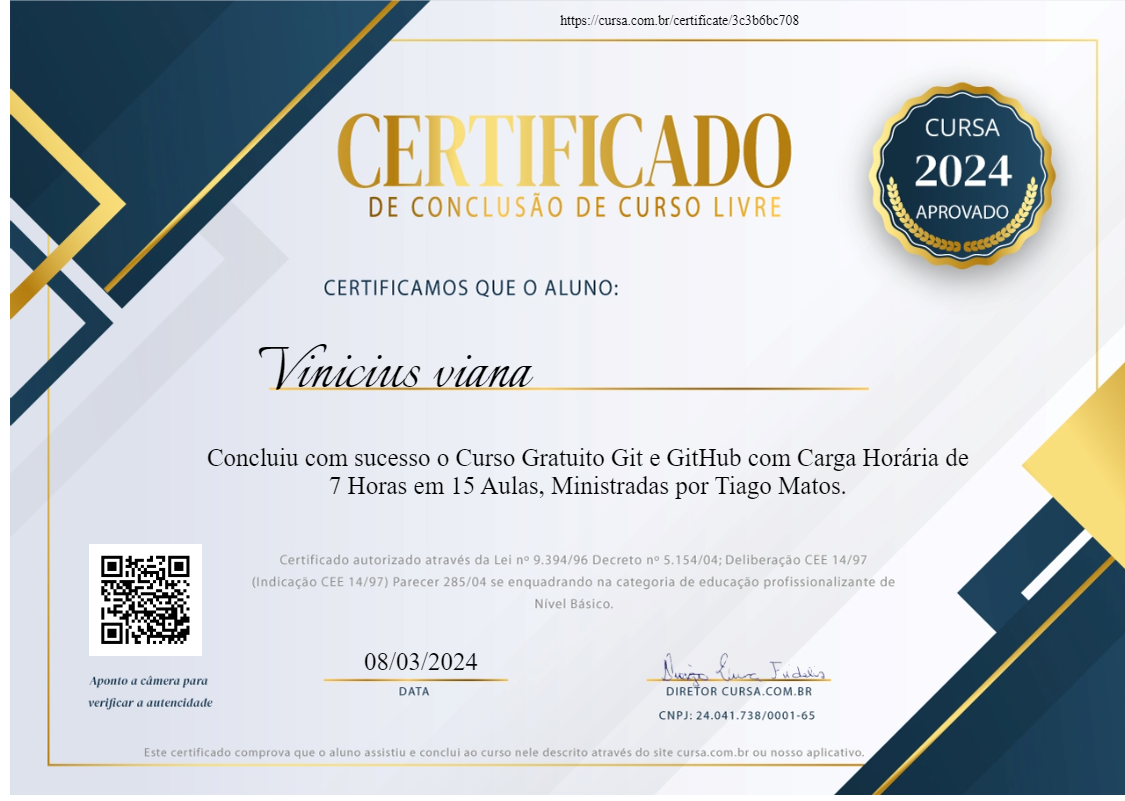 https://cursa.com.br/certificate/3c3b6bc708
CERTIFICADO
DE CONCLUSÃO DE CURSO LIVRE
CURSA
2024
APROVADO
CERTIFICAMOS QUE O ALUNO:
Vinicius viana
Concluiu com sucesso o Curso Gratuito Git e GitHub com Carga Horária de
7 Horas em 15 Aulas, Ministradas por Tiago Matos.
Certificado autorizado através da Lei nº 9.394/96 Decreto nº 5.154/04; Deliberação CEE 14/97
(Indicação CEE 14/97) Parecer 285/04 se enquadrando na categoria de educação profissionalizante de
Nível Básico.
Aponto a câmera para
verificar a autencidade
08/03/2024
DATA
DIRETOR CURSA.COM.BR
CNPJ: 24.041.738/0001-65
Este certificado comprova que o aluno assistiu e conclui ao curso nele descrito através do site cursa.com.br ou nosso aplicativo.